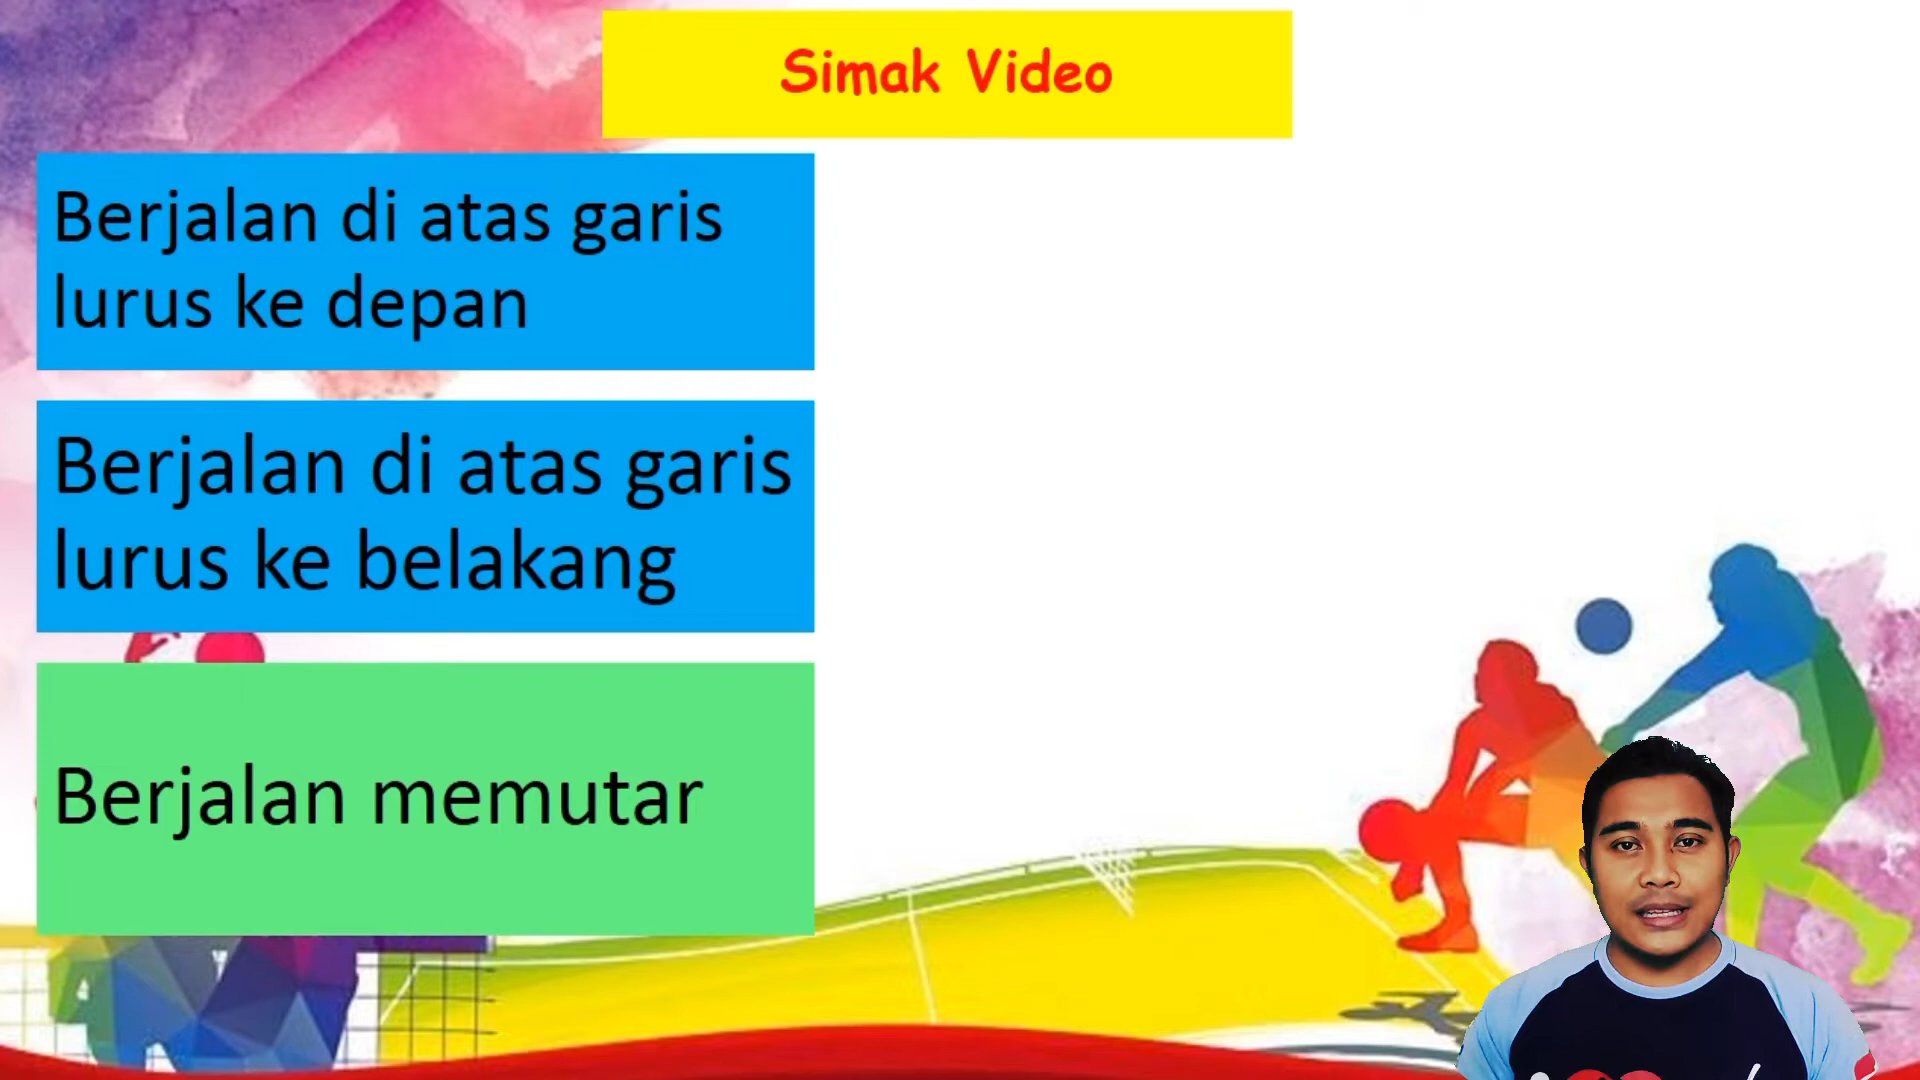 Simak Video
Berjalan di atas garis
lurus ke depan
Berjalan di atas garis
lurus ke belakang
Berjalan memutar